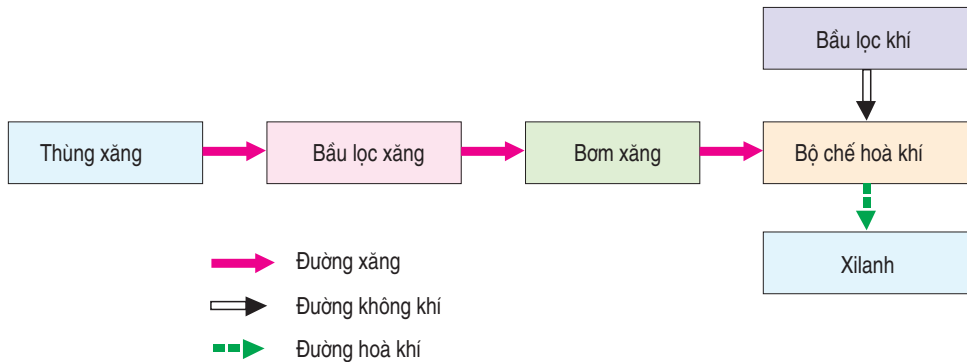 Bầu lọc khí
Thùng xăng
Bầu lọc xăng
Bơm xăng
Bộ chế hoà khí
Xilanh
Đường xăng
Đường không khí
Đường hoà khí